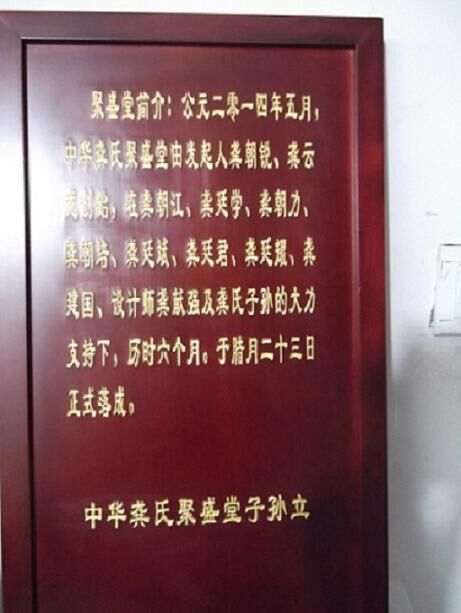 聚盛堂简介：公元二零一四年五月，
中华龚氏聚盛堂由发起人龚朝锐、龚云
龙创始，在龚朝江、龚廷学、龚朝力、
龚朝培、龚廷斌、龚廷君、龚廷耀、龚
建国、设计师龚献强及龚氏子孙的大力
支持下，历时六个月。于腊月二十三日
正式落成。
中华龚氏聚盛堂子孙立